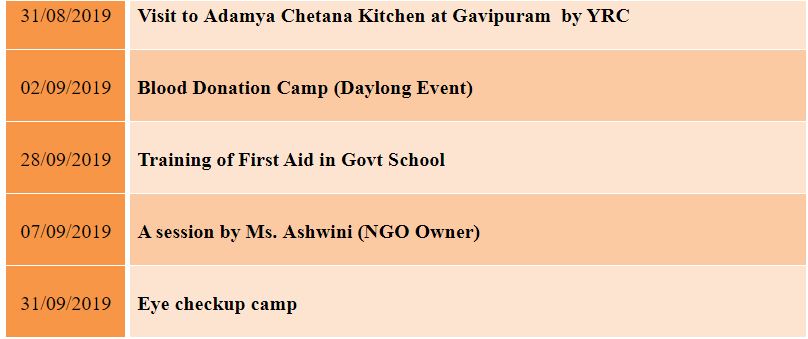 31/08/2019 Visit to Adamya Chetana Kitchen at Gavipuram by YRC
02/09/2019 Blood Donation Camp (Daylong Event)
28/09/2019 Training of First Aid in Govt School
07/09/2019 A session by Ms. Ashwini (NGO Owner)
31/09/2019 Eye checkup camp